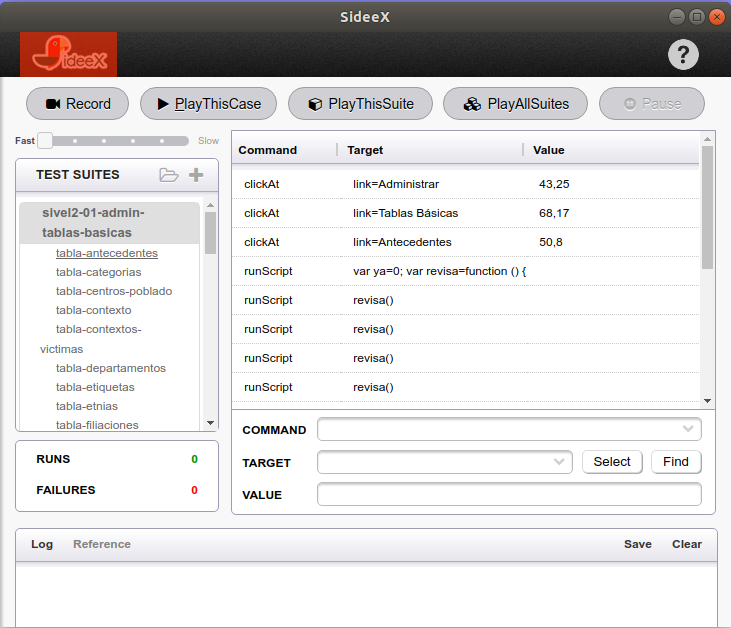 SideeX
SideeX
?
Record
PlayThisCase
PlayThisSuite
PlayAllSuites
Pause
Fast
Slow
TEST SUITES
sivel2-01-admin-
tablas-basicas
tabla-antecedentes
tabla-categorias
tabla-centros-poblado
tabla-contexto
tabla-contextos-
victimas
tabla-departamentos
tabla-etiquetas
tabla-etnias
tabla-filiaciones
RUNS 0
FAILURES 0
Command Target Value
clickAt link=Administrar 43,25
clickAt link=Tablas Básicas 68,17
clickAt link=Antecedentes 50,8
runScript var ya=0; var revisa=function () {
runScript revisa()
runScript revisa()
runScript revisa()
runScript revisa()
COMMAND
TARGET Select Find
VALUE
Log Reference Save Clear